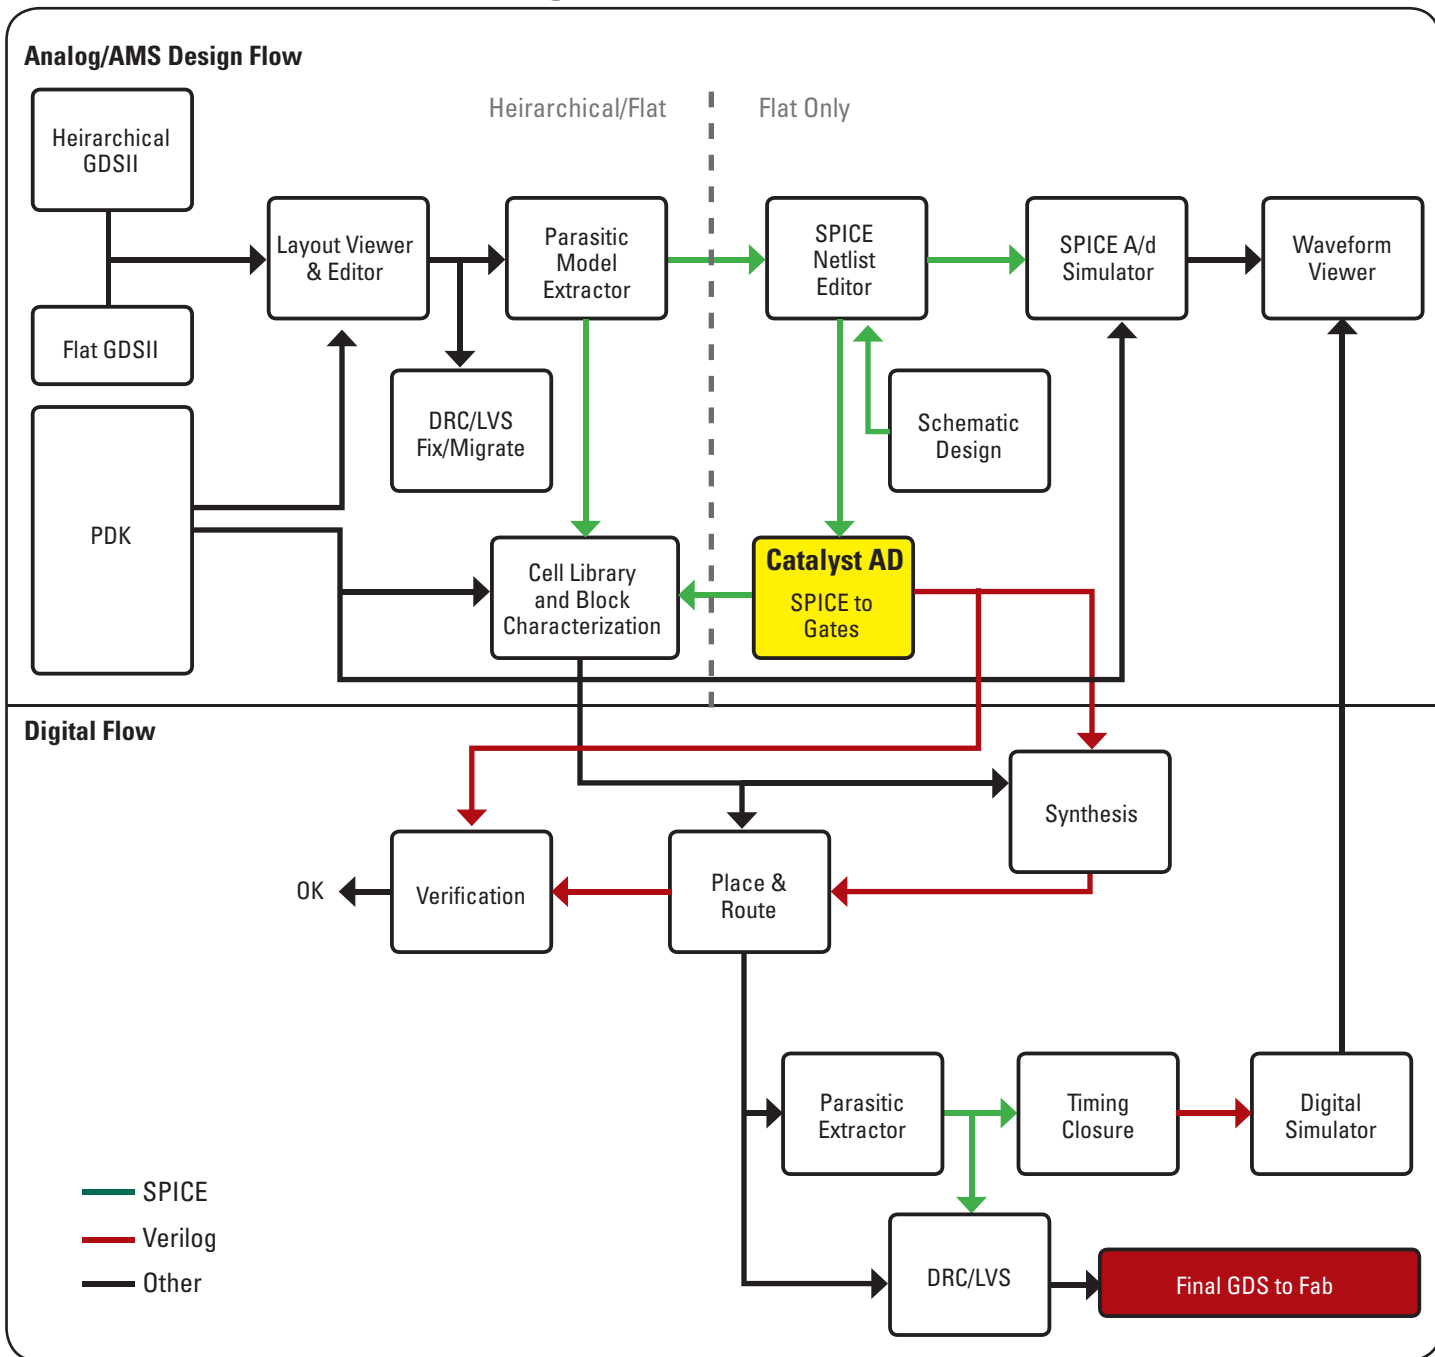 Analog/AMS Design Flow
Heirarchical/Flat
Flat Only
Heirarchical
GDSII
Flat GDSII
PDK
Layout Viewer
& Editor
DRC/LVS
Fix/Migrate
Parasitic
Model
Extractor
Cell Library
and Block
Characterization
SPICE
Netlist
Editor
Schematic
Design
Catalyst AD
SPICE to
Gates
SPICE A/d
Simulator
Waveform
Viewer
Digital Flow
Synthesis
Place &
Route
Verification
OK
Parasitic
Extractor
Timing
Closure
Digital
Simulator
DRC/LVS
Final GDS to Fab
SPICE
Verilog
Other